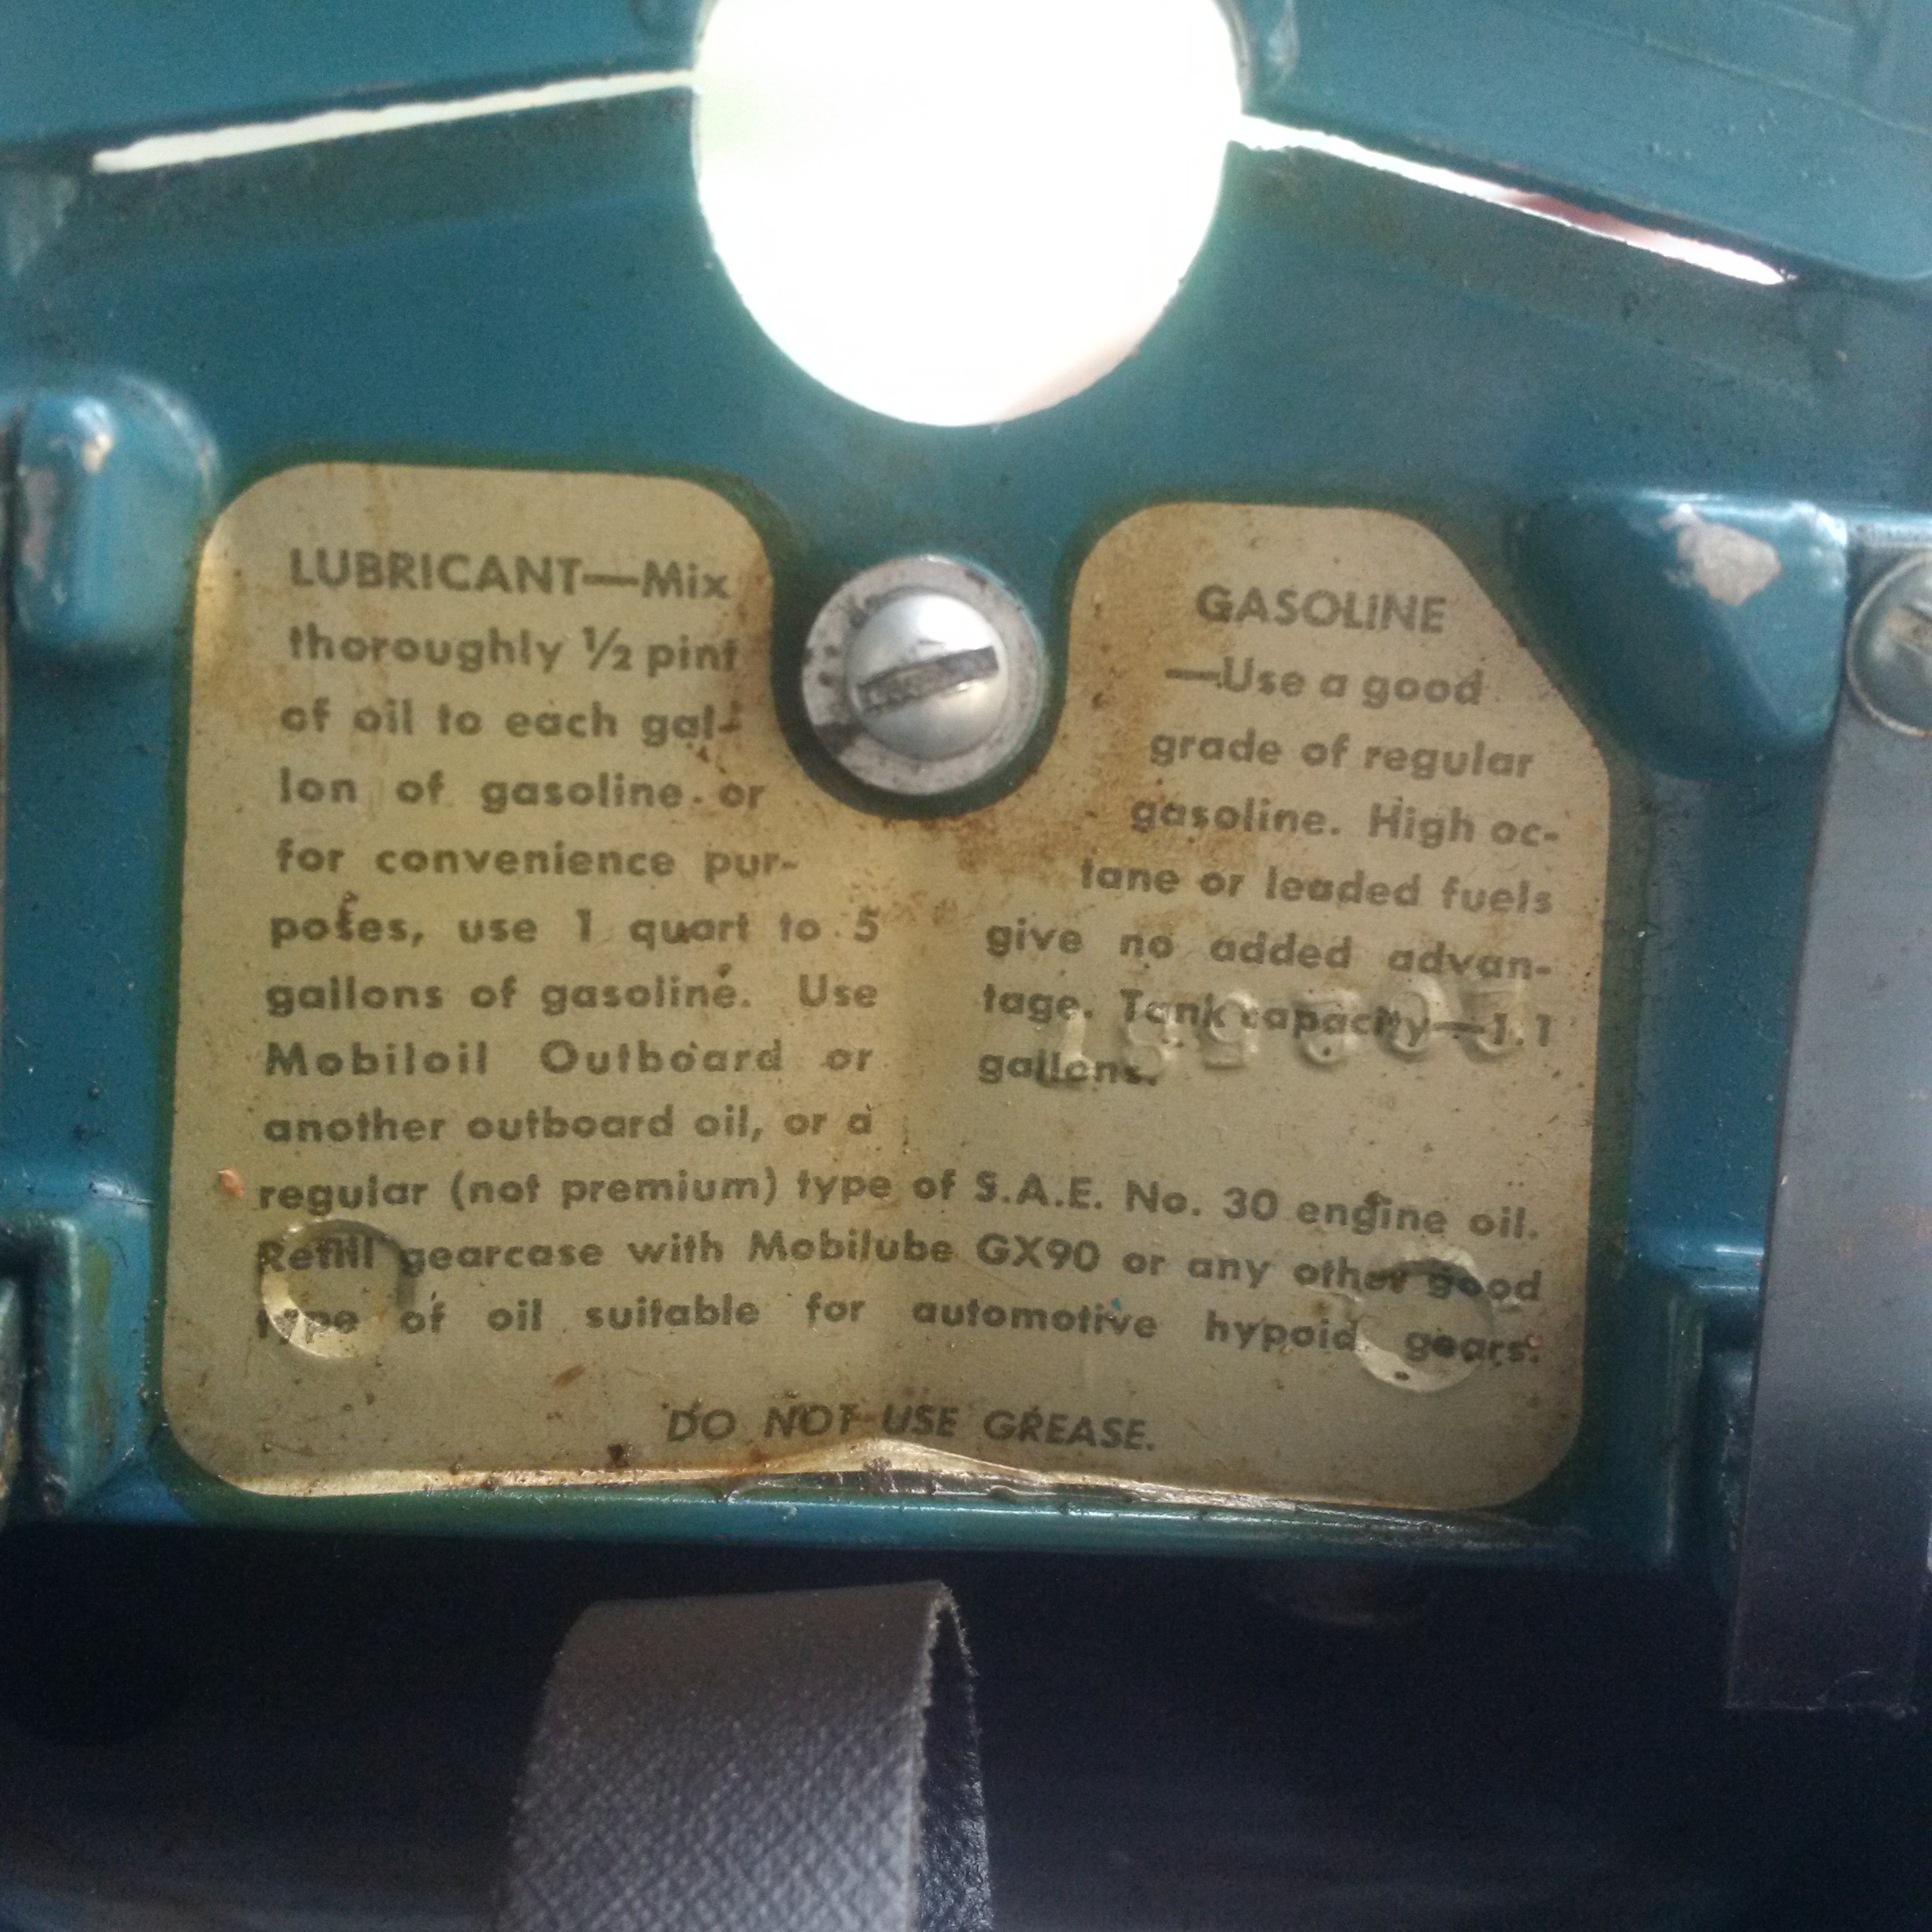 LUBRICANT—Mix
thoroughly ½ pint
of oil to each gal-
lon of gasoline or
for convenience pur-
poses, use 1 quart to 5
gallons of gasoline. Use
Mobiloil Outboard or
another outboard oil, or a
GASOLINE
—Use a good
grade of regular
gasoline. High oc-
tane or leaded fuels
give no added advan-
tage. Tank capacity—1.1
gallons.
regular (not premium) type of S.A.E. No. 30 engine oil.
Refill gearcase with Mobilube GX90 or any other good
type of oil suitable for automotive hypoid gears.
DO NOT USE GREASE.